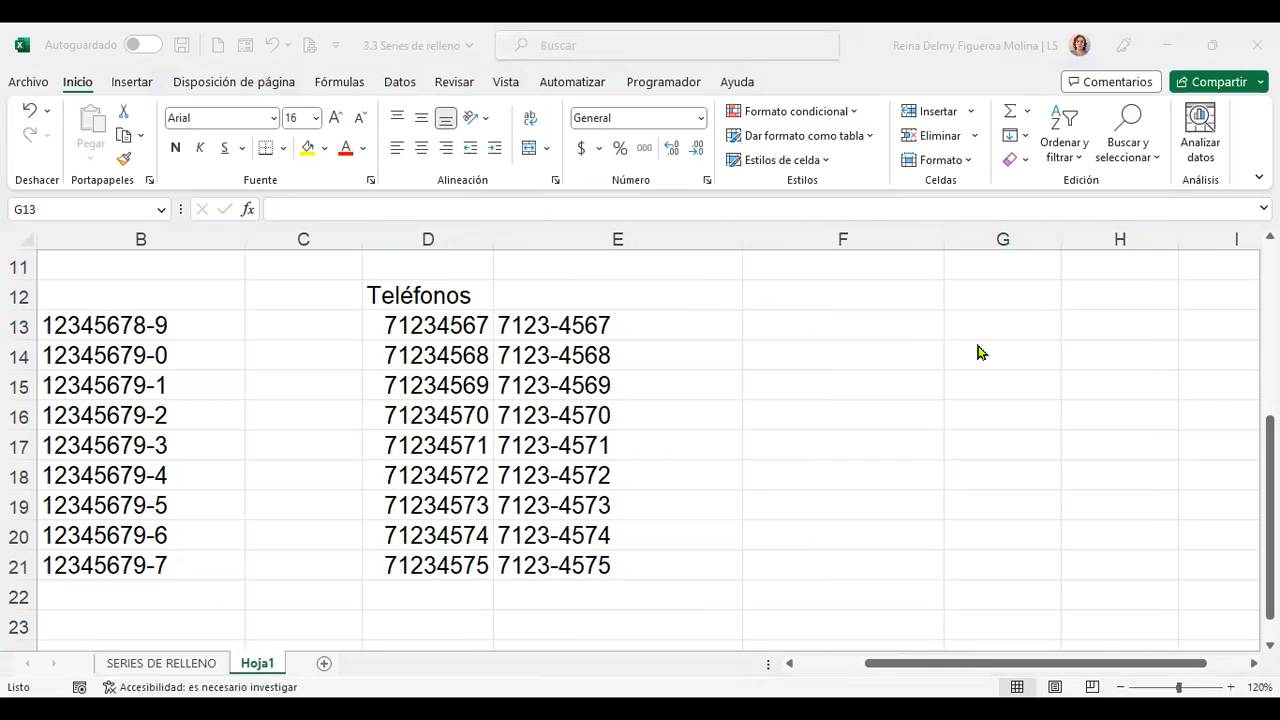 Autoguardado 3.3 Series de relleno Buscar Reina Delmy Figueroa Molina | LS
Archivo Inicio Insertar Disposición de página Fórmulas Datos Revisar Vista Automatizar Programador Ayuda Comentarios Compartir
Pegar Arial 16 General Formato condicional Insertar Ordenar y filtrar Buscar y seleccionar Analizar datos
N K S $ % 000 Dar formato como tabla Eliminar
Estilos de celda Formato
Deshacer Portapapeles Fuente Alineación Número Estilos Celdas Edición Análisis
G13 fx
B C D E F G H I
11
12 Teléfonos
13 12345678-9 71234567 7123-4567
14 12345679-0 71234568 7123-4568
15 12345679-1 71234569 7123-4569
16 12345679-2 71234570 7123-4570
17 12345679-3 71234571 7123-4571
18 12345679-4 71234572 7123-4572
19 12345679-5 71234573 7123-4573
20 12345679-6 71234574 7123-4574
21 12345679-7 71234575 7123-4575
22
23
SERIES DE RELLENO Hoja1
Listo Accesibilidad: es necesario investigar 120%